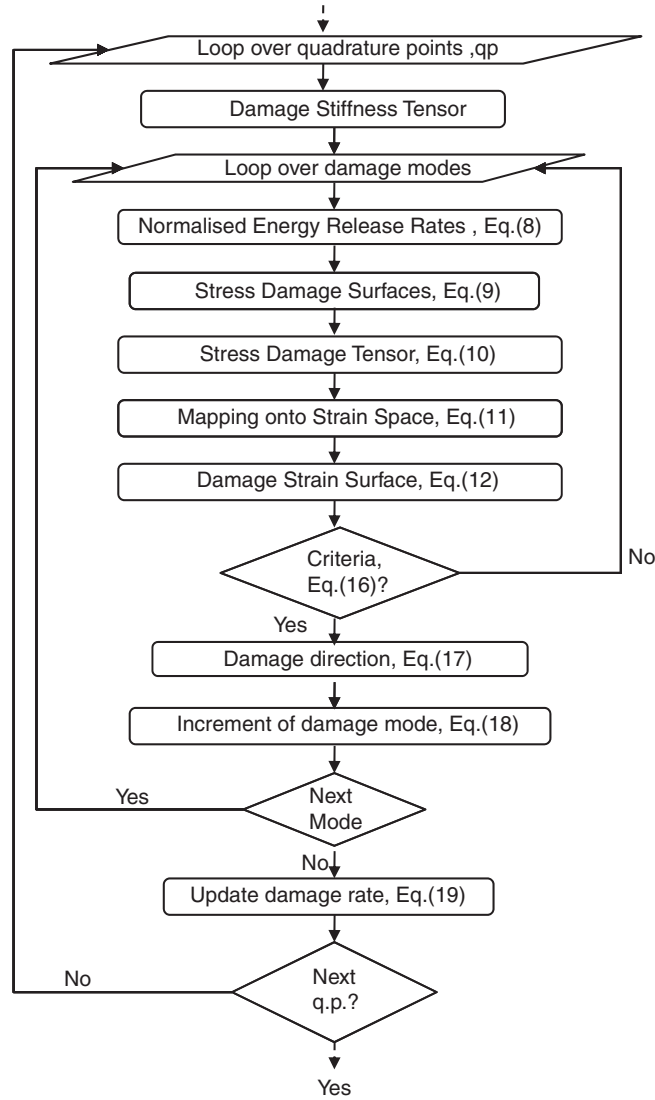 Loop over quadrature points ,qp
Damage Stiffness Tensor
Loop over damage modes
Normalised Energy Release Rates , Eq.(8)
Stress Damage Surfaces, Eq.(9)
Stress Damage Tensor, Eq.(10)
Mapping onto Strain Space, Eq.(11)
Damage Strain Surface, Eq.(12)
Criteria,
Eq.(16)?
No
Yes
Damage direction, Eq.(17)
Increment of damage mode, Eq.(18)
Next
Mode
Yes
No
Update damage rate, Eq.(19)
Next
q.p.?
No
Yes